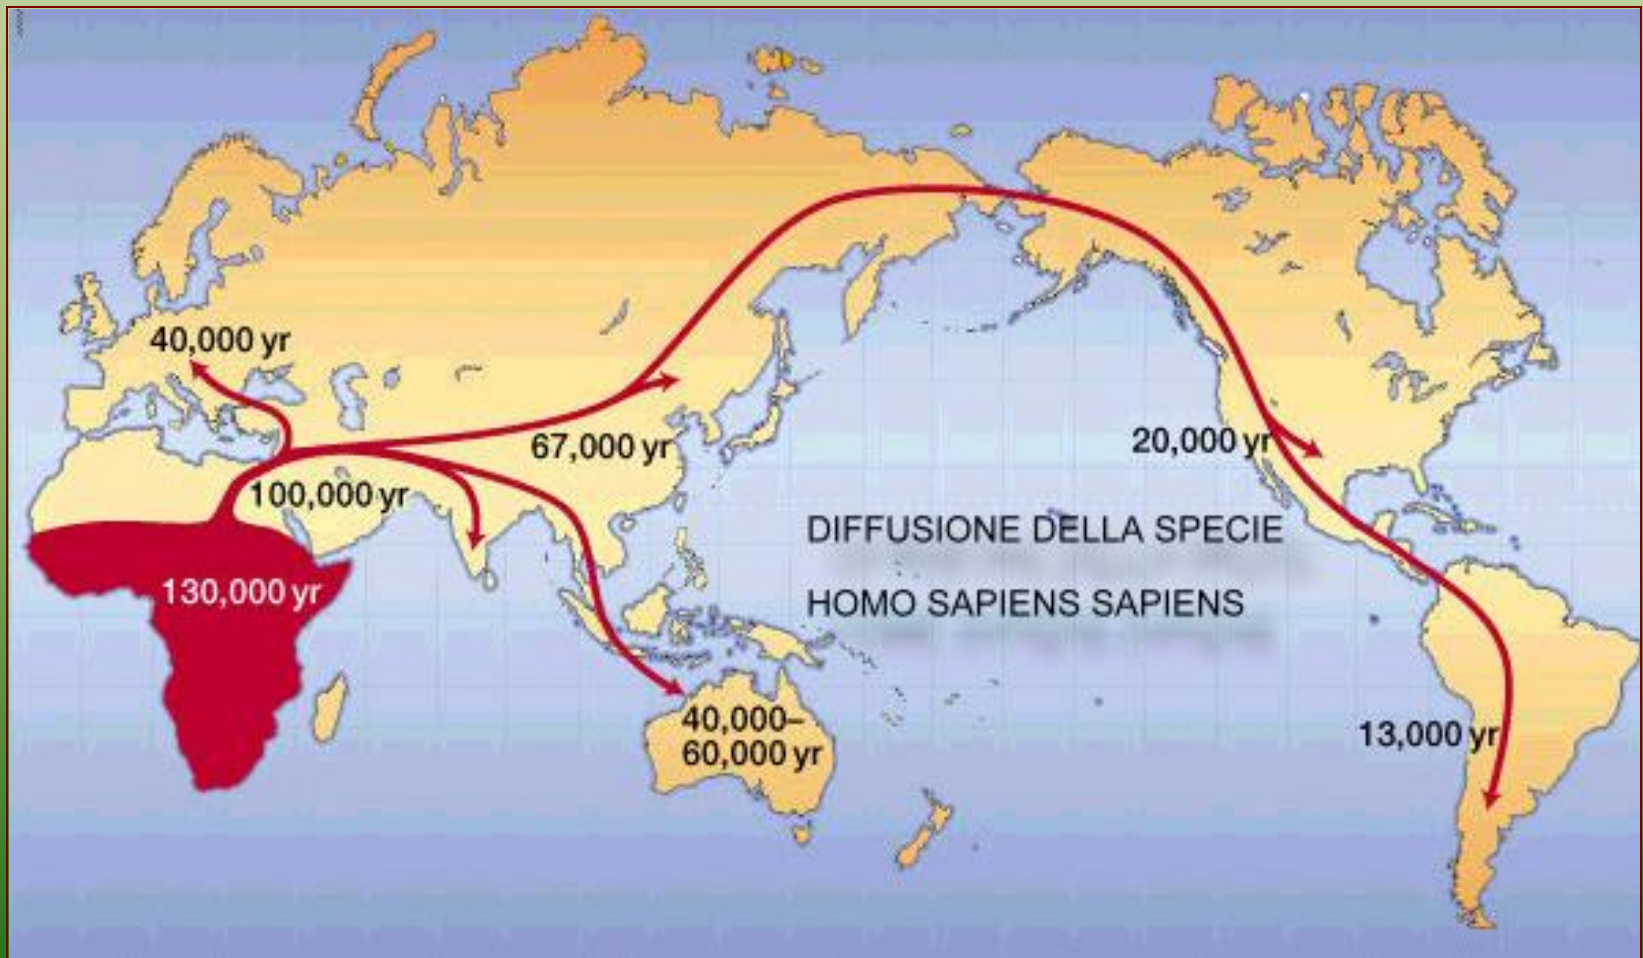 40,000 yr
67,000 yr
20,000 yr
100,000 yr
DIFFUSIONE DELLA SPECIE
130,000 yr
HOMO SAPIENS SAPIENS
40,000–
60,000 yr
13,000 yr